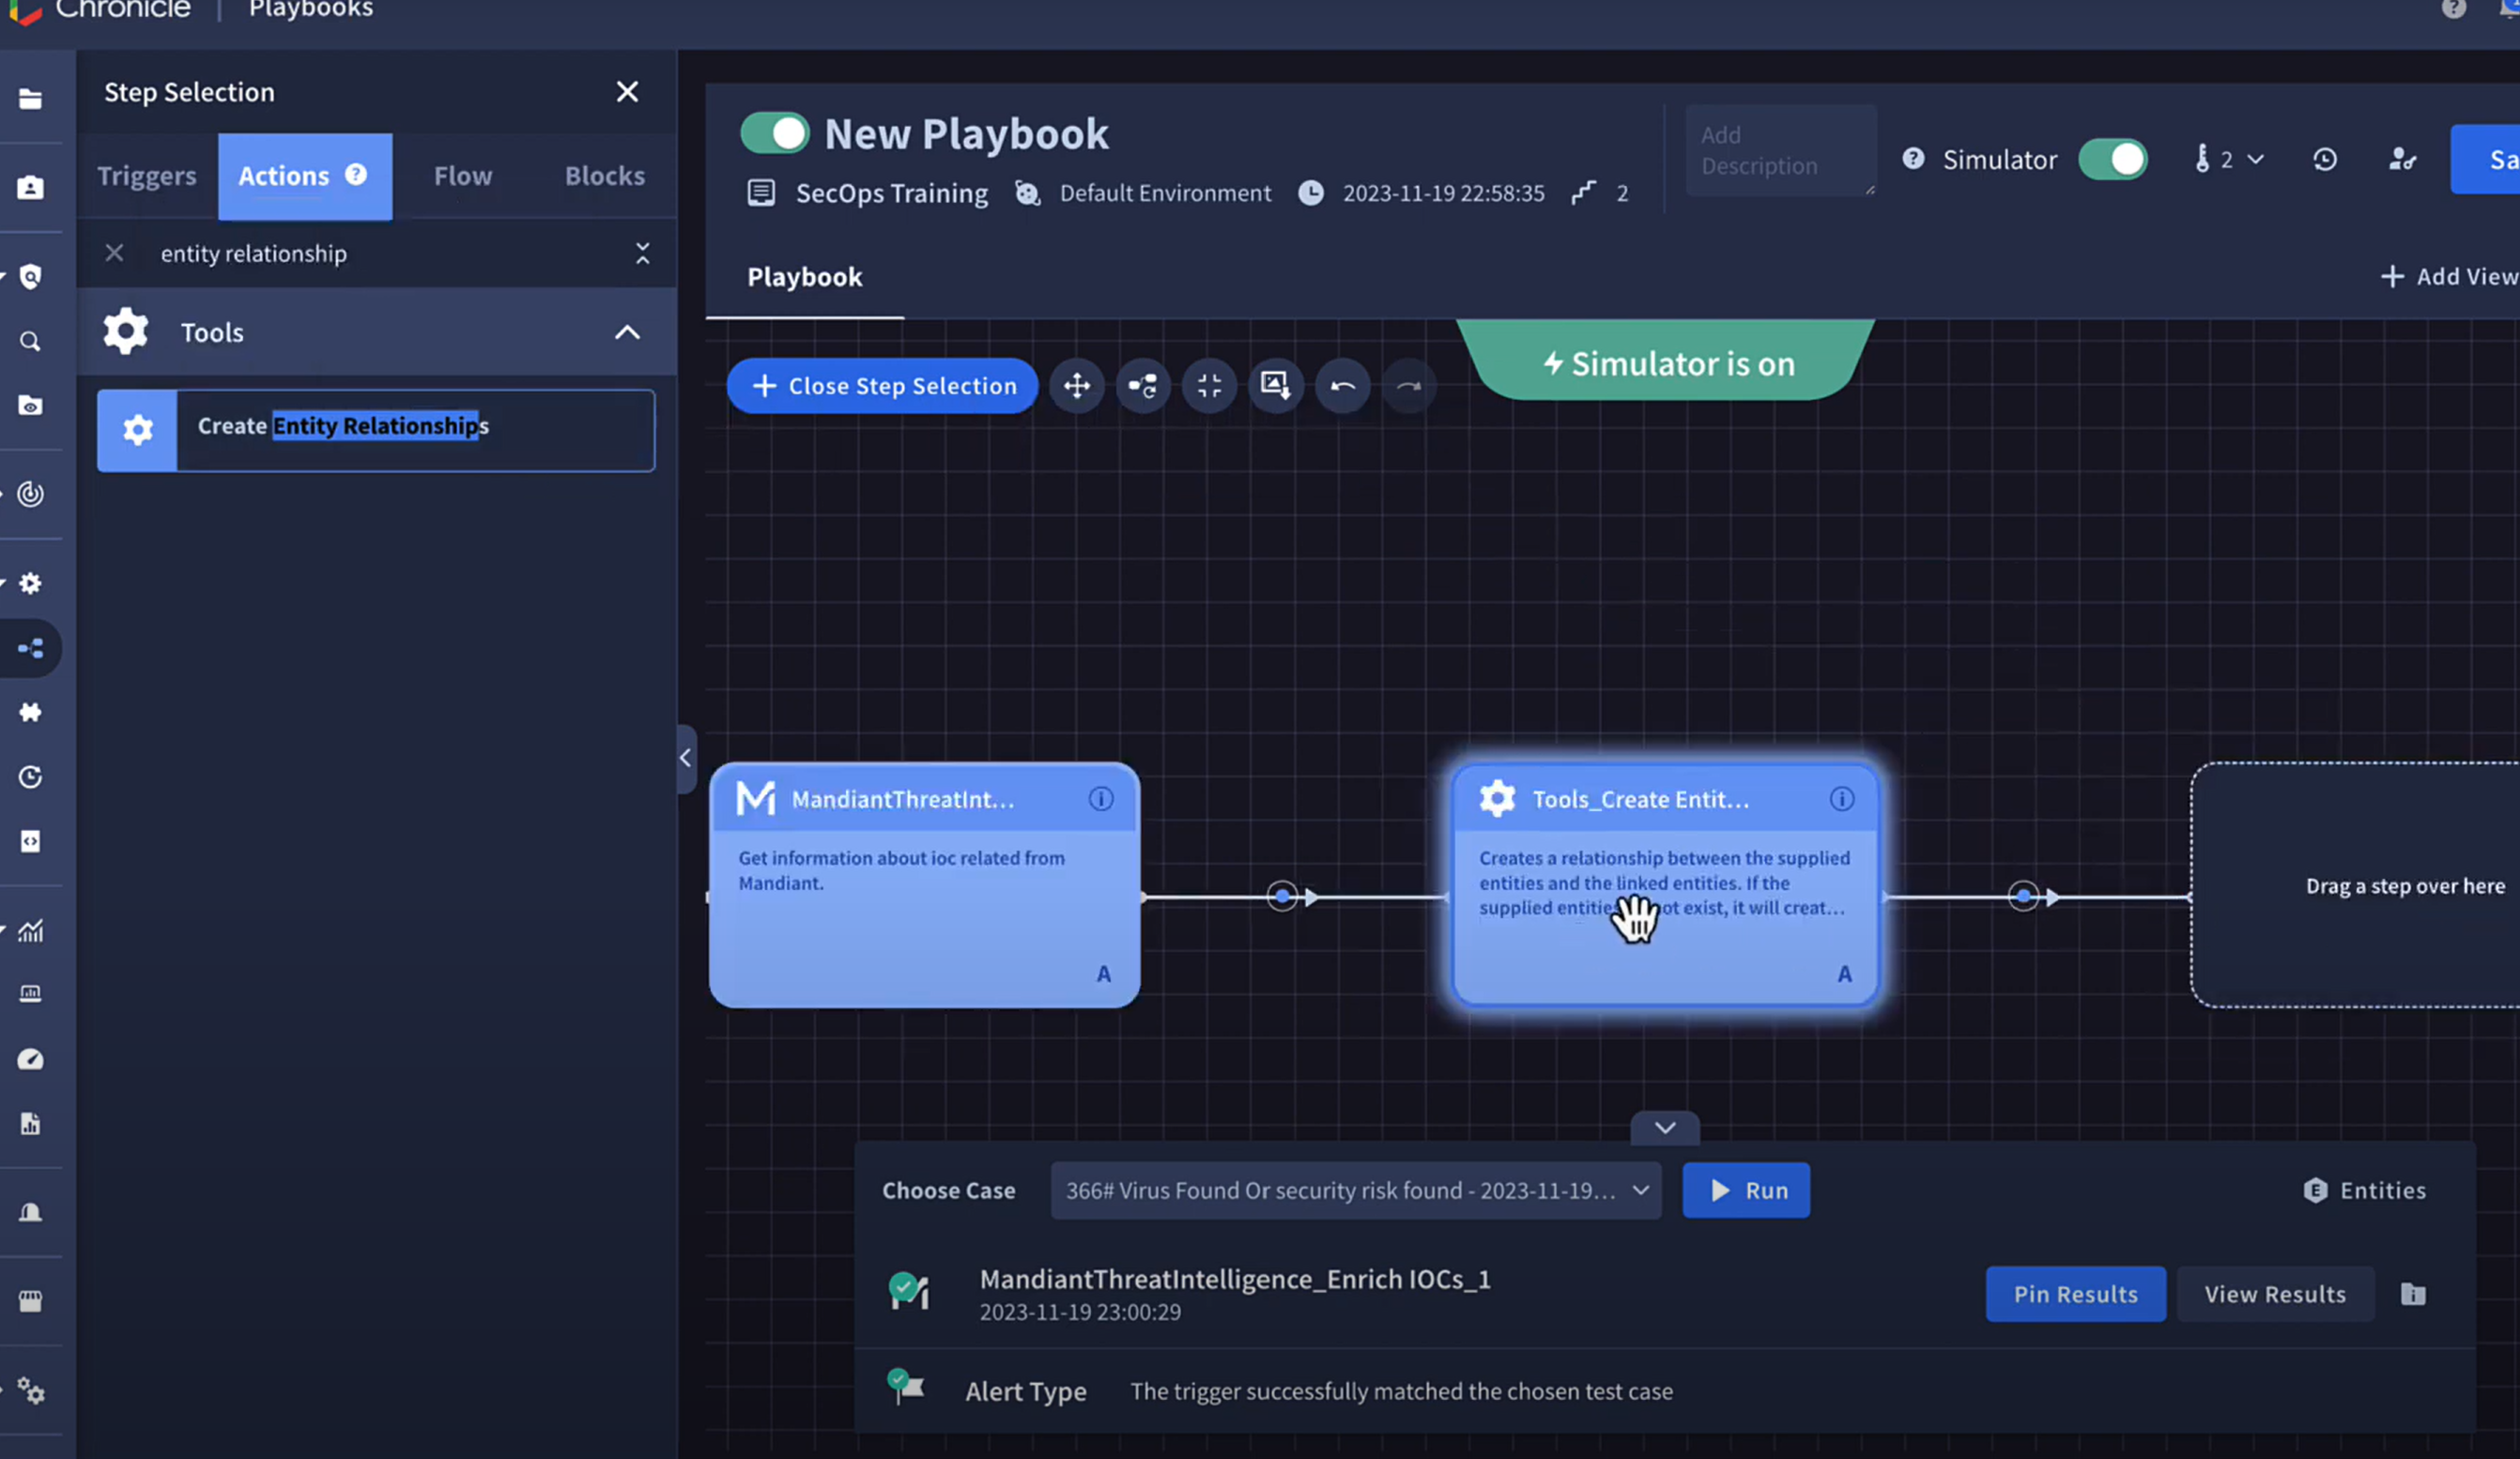 Chronicle | Playbooks
Step Selection
Triggers Actions Flow Blocks
entity relationship
Tools
Create Entity Relationships
New Playbook
SecOps Training Default Environment 2023-11-19 22:58:35 2
Add
Description
Simulator 2
Playbook
Add View
+ Close Step Selection
Simulator is on
MandiantThreatInt...
Get information about ioc related from
Mandiant.
A
Tools_Create Entit...
Creates a relationship between the supplied
entities and the linked entities. If the
supplied entities not exist, it will creat...
A
Drag a step over here
Choose Case 366# Virus Found Or security risk found - 2023-11-19... Run Entities
MandiantThreatIntelligence_Enrich IOCs_1
2023-11-19 23:00:29
Pin Results View Results
Alert Type The trigger successfully matched the chosen test case